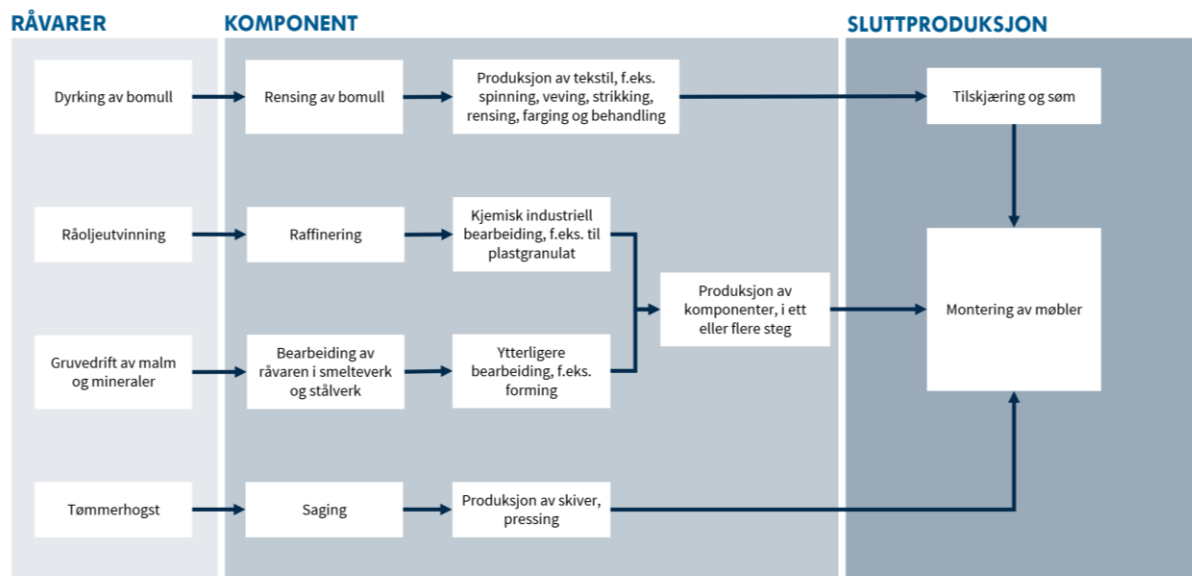 RÅVARER
KOMPONENT
SLUTTPRODUKSJON
Dyrking av bomull
Rensing av bomull
Produksjon av tekstil, f.eks.
spinning, veving, strikking,
rensing, farging og behandling
Tilskjæring og søm
Råoljeutvinning
Raffinering
Kjemisk industriell
bearbeiding, f.eks. til
plastgranulat
Produksjon av
komponenter, i ett
eller flere steg
Montering av møbler
Gruvedrift av malm
og mineraler
Bearbeiding av
råvaren i smelteverk
og stålverk
Ytterligere
bearbeiding, f.eks.
forming
Tømmerhogst
Saging
Produksjon av skiver,
pressing